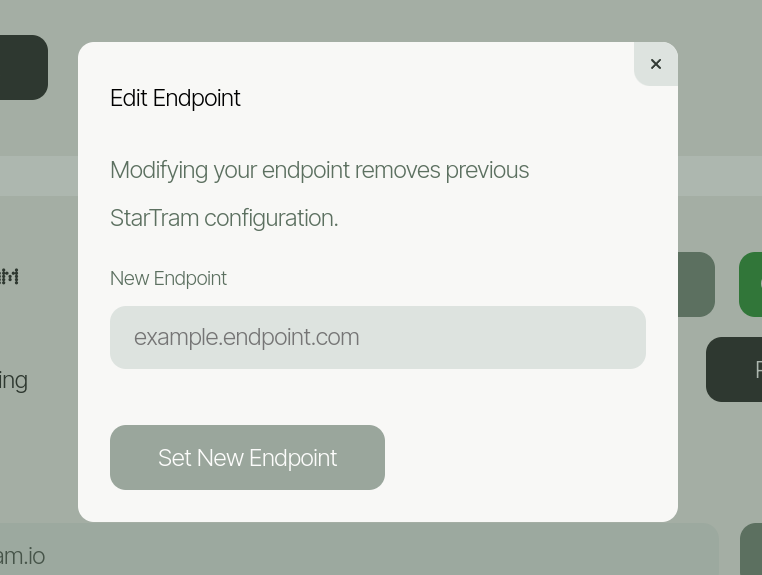 ×
Edit Endpoint
Modifying your endpoint removes previous
StarTram configuration.
New Endpoint
example.endpoint.com
ing
Set New Endpoint
am.io